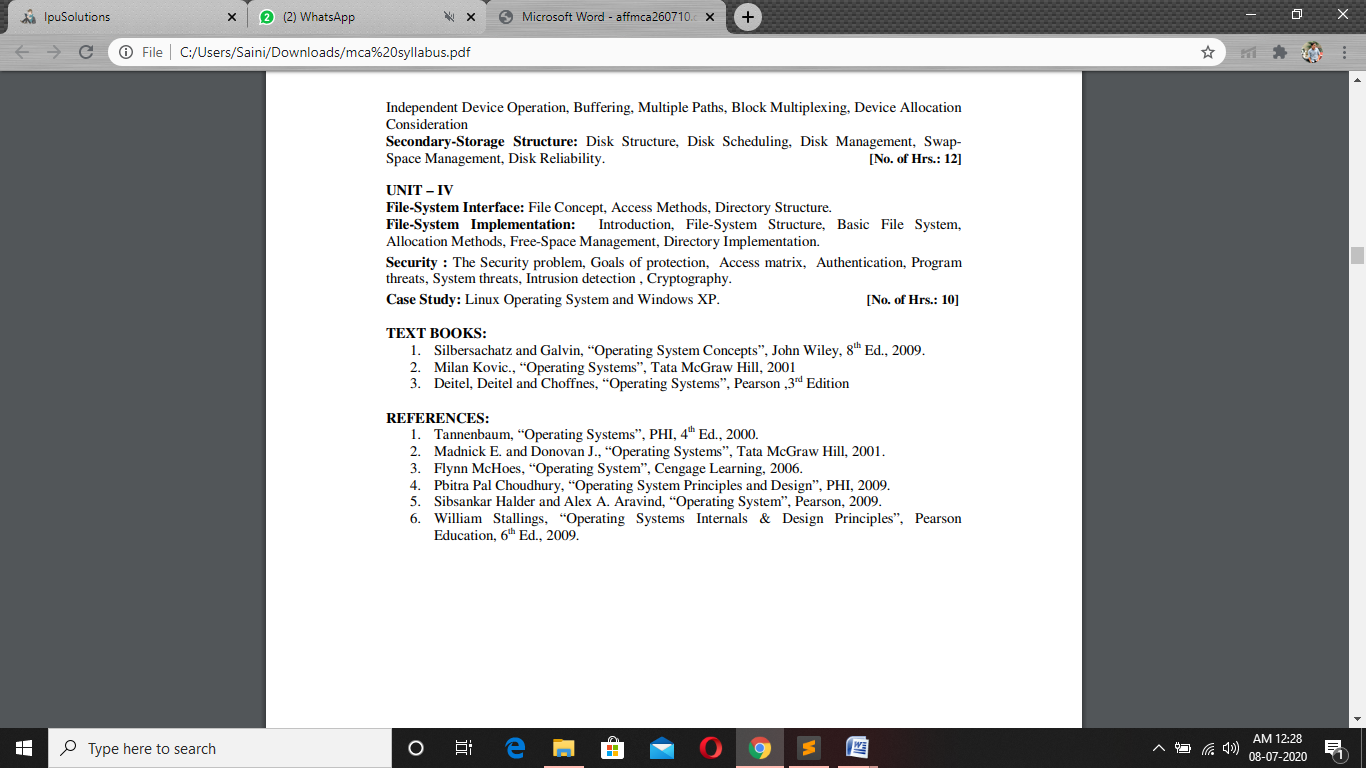 IpuSolutions
2 (2) WhatsApp
Microsoft Word - affmca260710.
File C:/Users/Saini/Downloads/mca%20syllabus.pdf
Independent Device Operation, Buffering, Multiple Paths, Block Multiplexing, Device Allocation
Consideration
Secondary-Storage Structure: Disk Structure, Disk Scheduling, Disk Management, Swap-
Space Management, Disk Reliability. [No. of Hrs.: 12]
UNIT – IV
File-System Interface: File Concept, Access Methods, Directory Structure.
File-System Implementation: Introduction, File-System Structure, Basic File System,
Allocation Methods, Free-Space Management, Directory Implementation.
Security : The Security problem, Goals of protection, Access matrix, Authentication, Program
threats, System threats, Intrusion detection , Cryptography.
Case Study: Linux Operating System and Windows XP. [No. of Hrs.: 10]
TEXT BOOKS:
1. Silbersachatz and Galvin, “Operating System Concepts”, John Wiley, 8th Ed., 2009.
2. Milan Kovic., “Operating Systems”, Tata McGraw Hill, 2001
3. Deitel, Deitel and Choffnes, “Operating Systems”, Pearson ,3rd Edition
REFERENCES:
1. Tannenbaum, “Operating Systems”, PHI, 4th Ed., 2000.
2. Madnick E. and Donovan J., “Operating Systems”, Tata McGraw Hill, 2001.
3. Flynn McHoes, “Operating System”, Cengage Learning, 2006.
4. Pbitra Pal Choudhury, “Operating System Principles and Design”, PHI, 2009.
5. Sibsankar Halder and Alex A. Aravind, “Operating System”, Pearson, 2009.
6. William Stallings, “Operating Systems Internals & Design Principles”, Pearson
Education, 6th Ed., 2009.
Type here to search
AM 12:28
08-07-2020
1